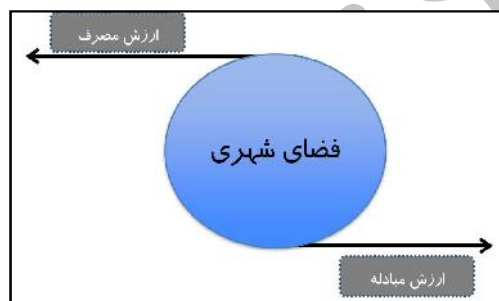 ارزش مصرف
فضای شهری
ارزش مبادله